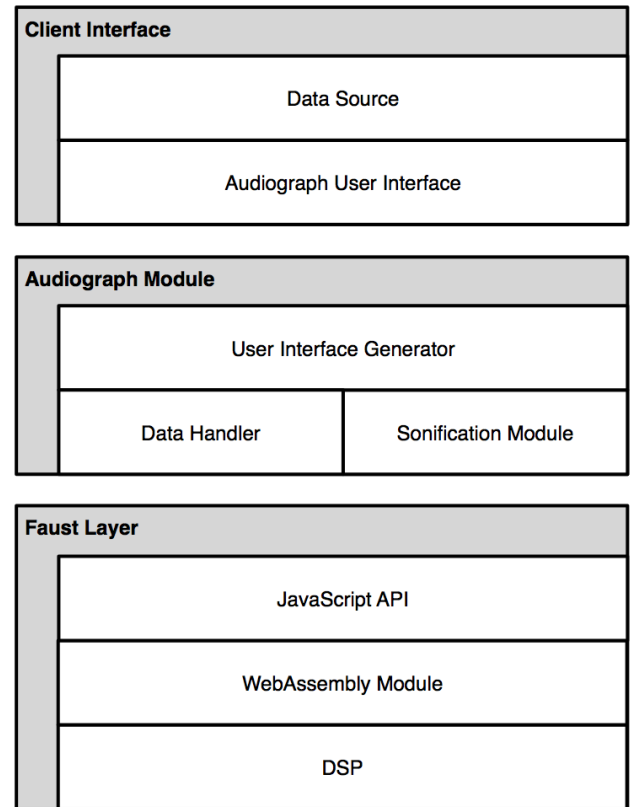 Client Interface
Data Source
Audiograph User Interface
Audiograph Module
User Interface Generator
Data Handler
Sonification Module
Faust Layer
JavaScript API
WebAssembly Module
DSP